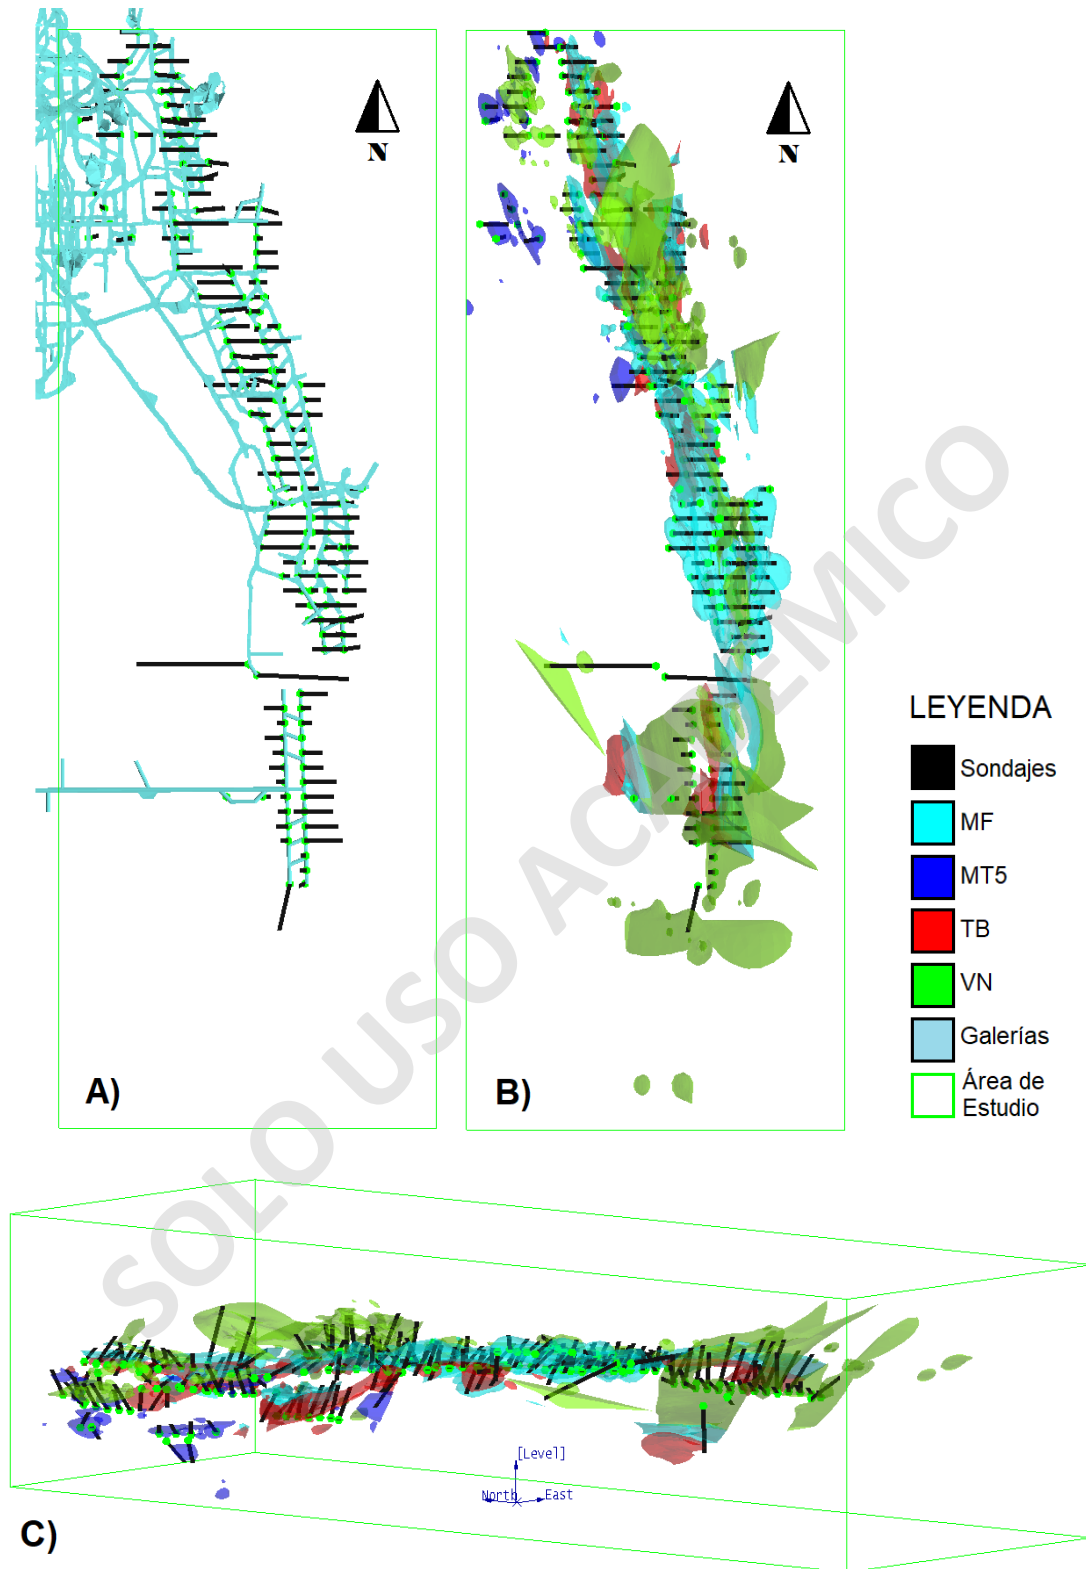 N
N
A)
B)
LEYENDA
Sondajes
MF
MT5
TB
VN
Galerías
Área de
Estudio
SOLO USO ACADEMICO
[Level]
North
East
C)